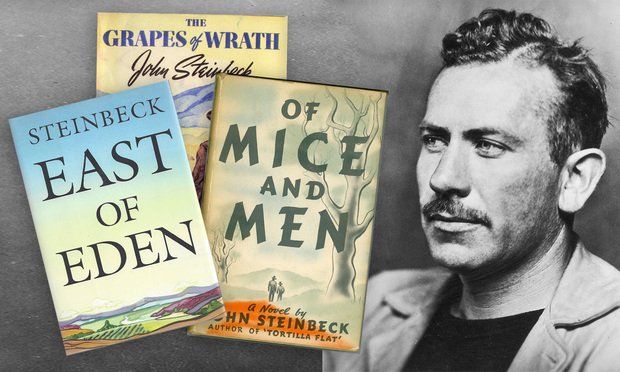 THE
GRAPES of WRATH
John Steinbeck
STEINBECK
EAST
OF
EDEN
OF
MICE
AND
MEN
A Novel by
JOHN STEINBECK
AUTHOR OF 'TORTILLA FLAT'